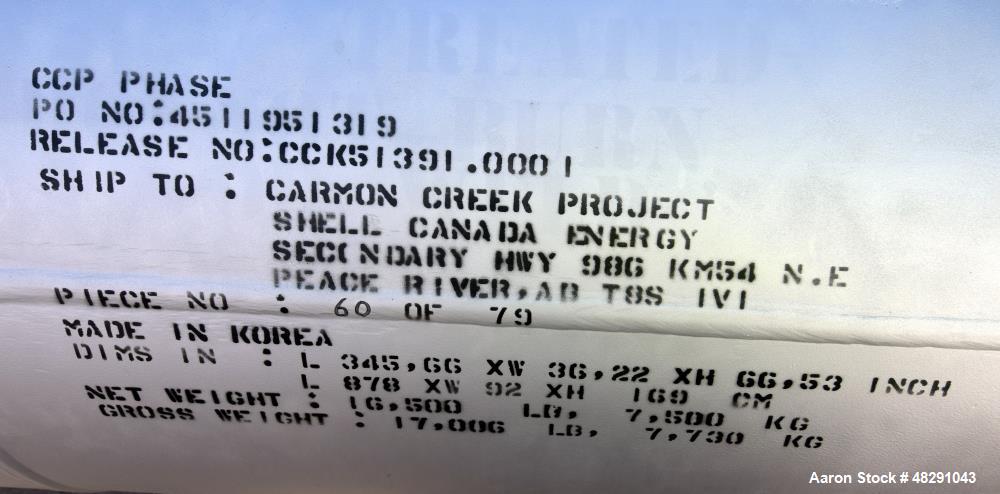 TREATED
BURN
CCP PHASE
PO NO:4511951319
RELEASE NO:CCK51391.0001
SHIP TO : CARMON CREEK PROJECT
SHELL CANADA ENERGY
SECONDARY HWY 986 KM54 N.E
PEACE RIVER,AB T8S 1V1
PIECE NO : 60 OF 79
MADE IN KOREA
DIMS IN : L 345,66 XW 36,22 XH 66,53 INCH
L 878 XW 92 XH 169 CM
NET WEIGHT : 16,500 LB, 7,500 KG
GROSS WEIGHT : 17,006 LB, 7,730 KG
Aaron Stock # 48291043